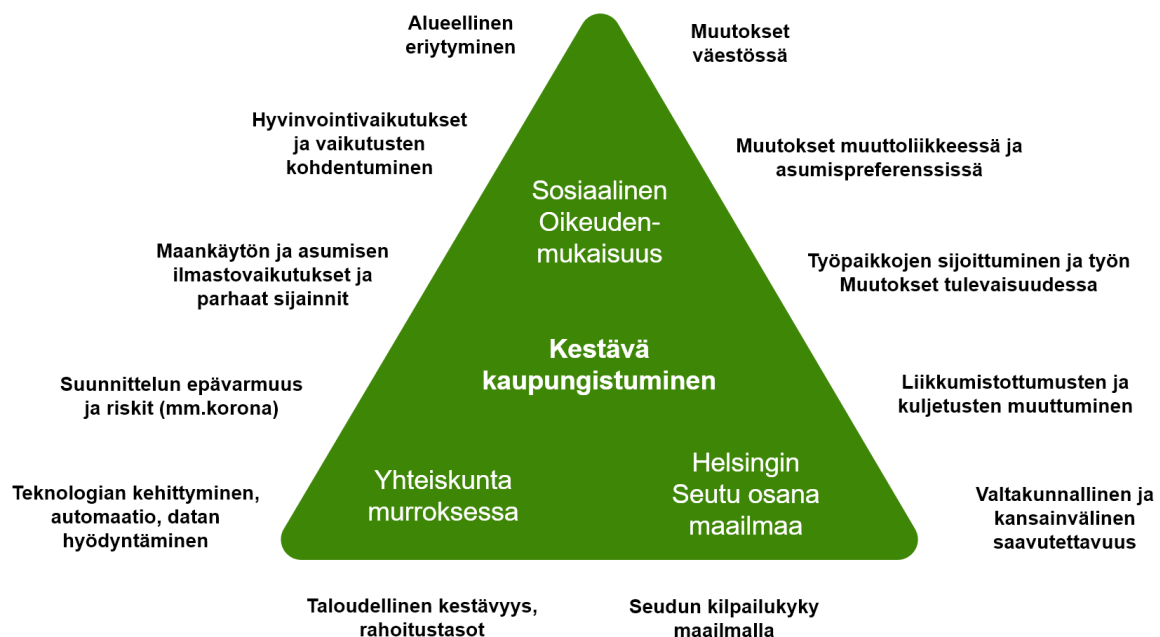 Alueellinen
eriytyminen
Muutokset
väestössä
Hyvinvointivaikutukset
ja vaikutusten
kohdentuminen
Muutokset muuttoliikkeessä ja
asumispreferenssissä
Sosiaalinen
Oikeuden-
mukaisuus
Maankäytön ja asumisen
ilmastovaikutukset ja
parhaat sijainnit
Työpaikkojen sijoittuminen ja työn
Muutokset tulevaisuudessa
Kestävä
kaupungistuminen
Suunnittelun epävarmuus
ja riskit (mm.korona)
Liikkumistottumusten ja
kuljetusten muuttuminen
Yhteiskunta
murroksessa
Helsingin
Seutu osana
maailmaa
Teknologian kehittyminen,
automaatio, datan
hyödyntäminen
Valtakunnallinen ja
kansainvälinen
saavutettavuus
Taloudellinen kestävyys,
rahoitustasot
Seudun kilpailukyky
maailmalla